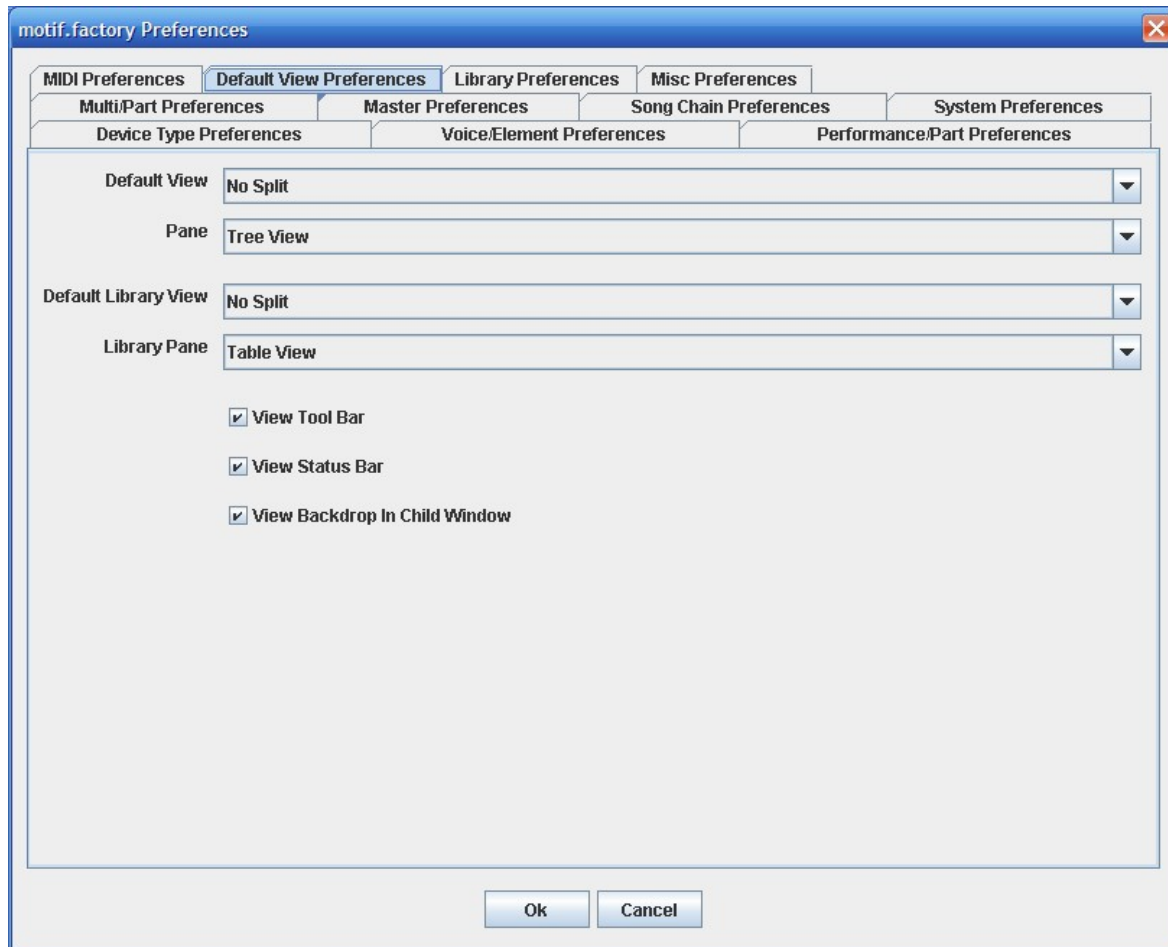 motif.factory Preferences
MIDI Preferences Default View Preferences Library Preferences Misc Preferences
Multi/Part Preferences Master Preferences Song Chain Preferences System Preferences
Device Type Preferences Voice/Element Preferences Performance/Part Preferences
Default View No Split
Pane Tree View
Default Library View No Split
Library Pane Table View
View Tool Bar
View Status Bar
View Backdrop In Child Window
Ok Cancel